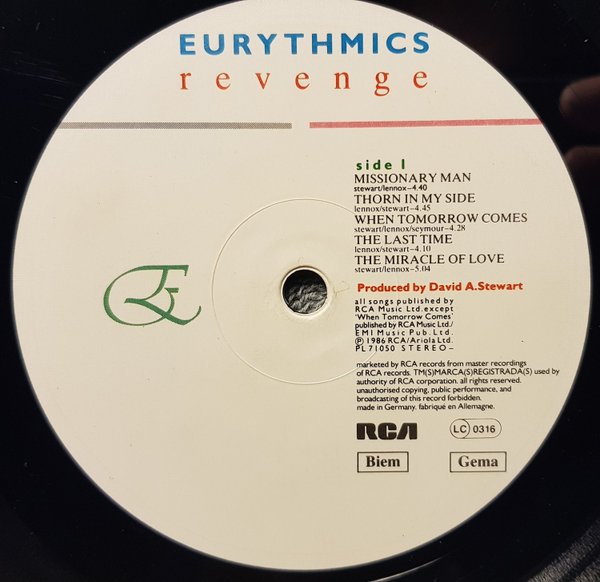 EURYTHMICS
revenge
side 1
MISSIONARY MAN
stewart/lennox–4.40
THORN IN MY SIDE
lennox/stewart–4.45
WHEN TOMORROW COMES
stewart/lennox/seymour–4.28
THE LAST TIME
lennox/stewart–4.10
THE MIRACLE OF LOVE
stewart/lennox–5.04
Produced by David A.Stewart
all songs published by
RCA Music Ltd. except
'When Tomorrow Comes'
published by RCA Music Ltd./
EMI Music Pub. Ltd.
℗ 1986 RCA/Ariola Ltd.
PL71050 STEREO–
marketed by RCA records from master recordings
of RCA records. TM(S) MARCA(S) REGISTRADA(S) used by
authority of RCA corporation. all rights reserved.
unauthorised copying, public performance, and
broadcasting of this record forbidden.
made in Germany. fabriqué en Allemagne.
RCA
LC 0316
Biem
Gema